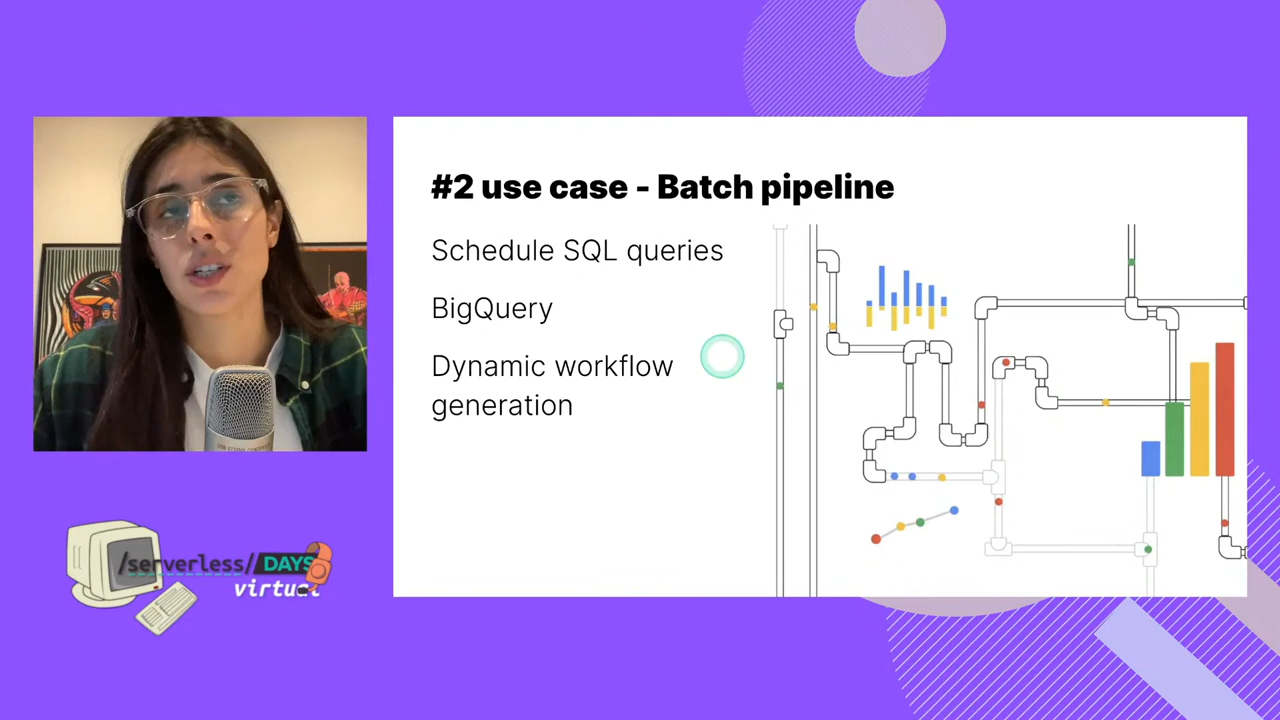 #2 use case - Batch pipeline
Schedule SQL queries
BigQuery
Dynamic workflow
generation
/serverless/ DAYS
virtual